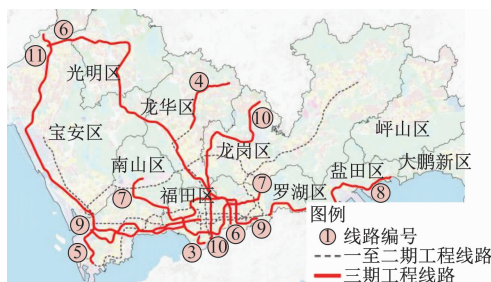 ⑥
⑪
光明区
④
龙华区
⑩
宝安区
龙岗区
坪山区
南山区
盐田区
大鹏新区
⑦
福田区
⑦
罗湖区
⑧
⑨
⑤
③
⑩
⑥
⑨
图例
① 线路编号
一至二期工程线路
三期工程线路